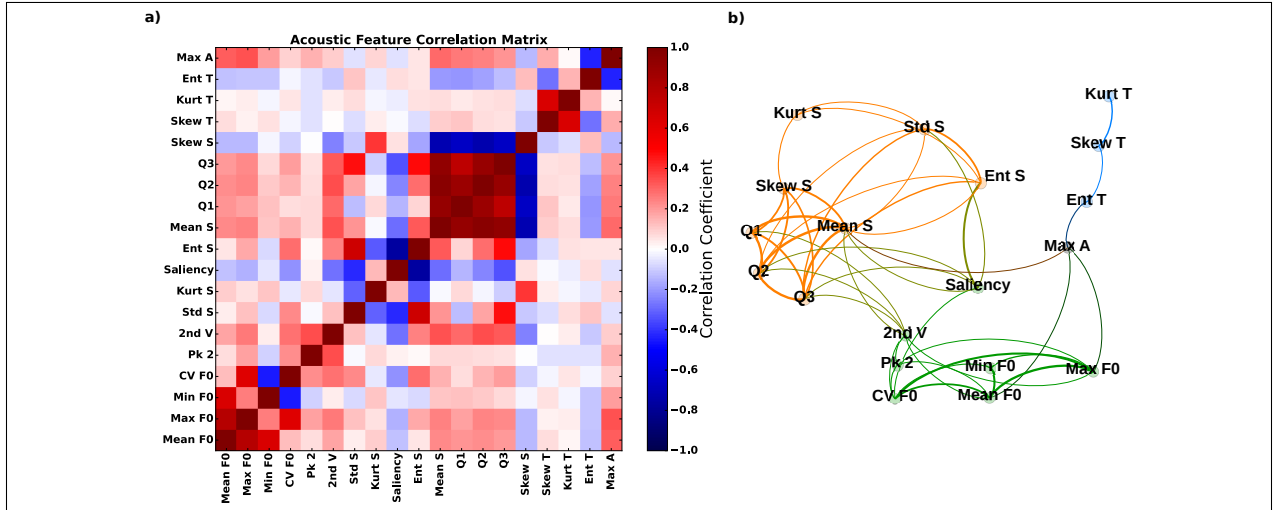 a)
Acoustic Feature Correlation Matrix
Max A
Ent T
Kurt T
Skew T
Skew S
Q3
Q2
Q1
Mean S
Ent S
Saliency
Kurt S
Std S
2nd V
Pk 2
CV F0
Min F0
Max F0
Mean F0
Mean F0
Max F0
Min F0
CV F0
Pk 2
2nd V
Std S
Kurt S
Saliency
Ent S
Mean S
Q1
Q2
Q3
Skew S
Skew T
Kurt T
Ent T
Max A
1.0
0.8
0.6
0.4
0.2
0.0
−0.2
−0.4
−0.6
−0.8
−1.0
Correlation Coefficient
b)
Kurt T
Kurt S
Std S
Skew T
Ent S
Skew S
Ent T
Mean S
Q1
Max A
Q2
Saliency
Q3
2nd V
Pk 2
Min F0
Max F0
CV F0
Mean F0